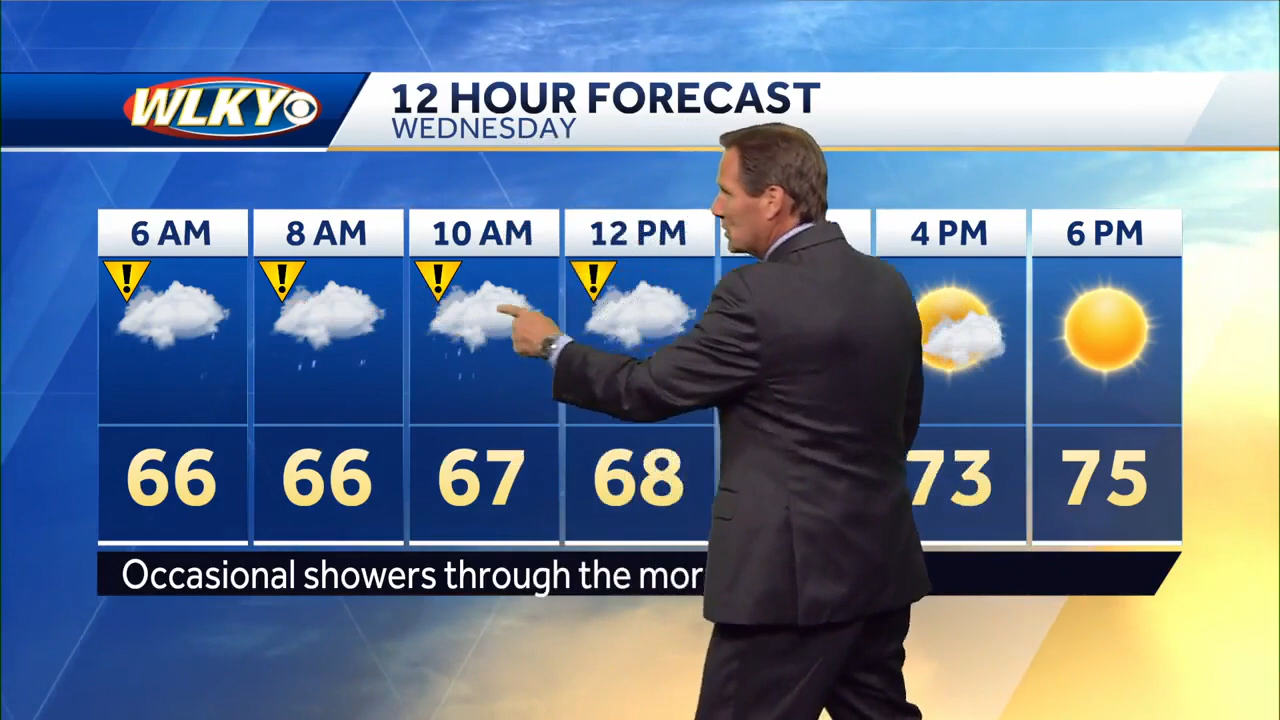 WLKY
12 HOUR FORECAST
WEDNESDAY
6 AM 8 AM 10 AM 12 PM 4 PM 6 PM
! ! ! !
66 66 67 68 73 75
Occasional showers through the mor